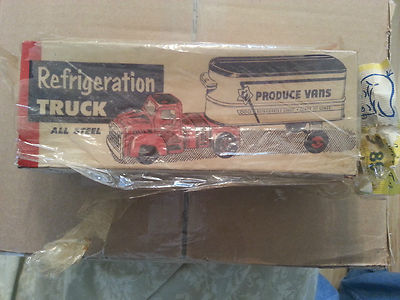 Refrigeration
TRUCK
ALL STEEL
PRODUCE VANS